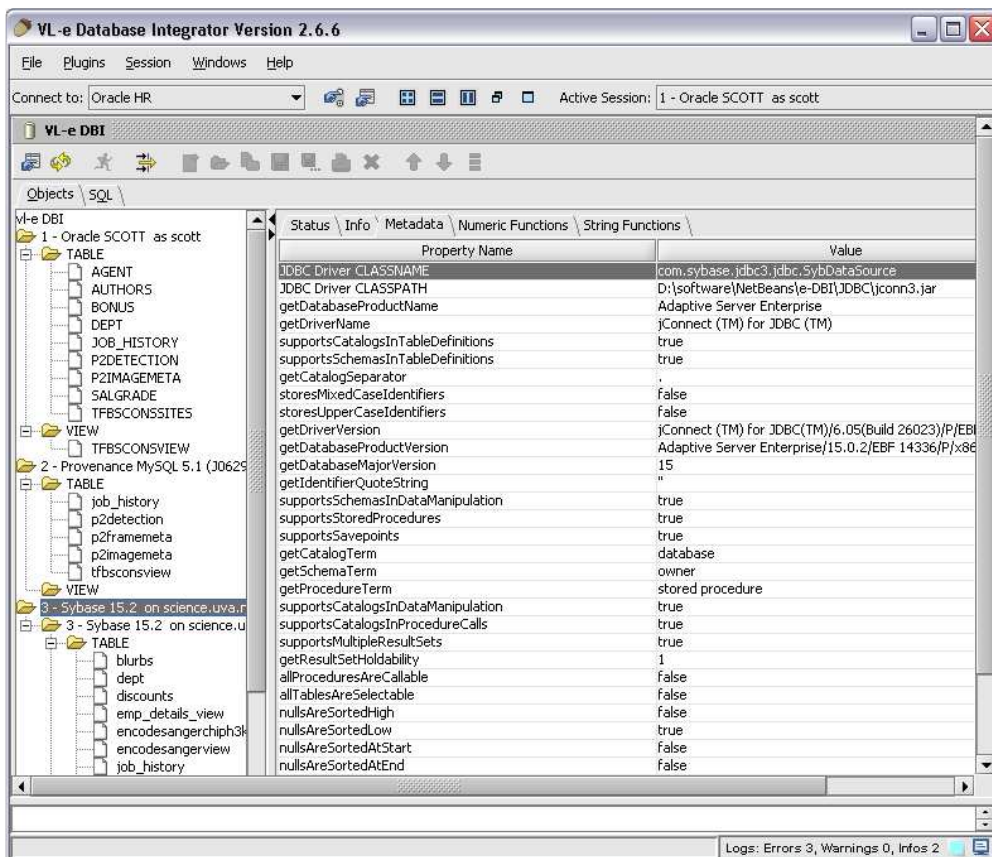 VL-e Database Integrator Version 2.6.6
File Plugins Session Windows Help
Connect to: Oracle HR Active Session: 1 - Oracle SCOTT as scott
VL-e DBI
Objects SQL
vl-e DBI
1 - Oracle SCOTT as scott
TABLE
AGENT
AUTHORS
BONUS
DEPT
JOB_HISTORY
P2DETECTION
P2IMAGEMETA
SALGRADE
TFBSCONSSITES
VIEW
TFBSCONSVIEW
2 - Provenance MySQL 5.1 (J0629
TABLE
job_history
p2detection
p2framemeta
p2imagemeta
tfbsconsview
VIEW
3 - Sybase 15.2 on science.uva.r
3 - Sybase 15.2 on science.u
TABLE
blurbs
dept
discounts
emp_details_view
encodesangerchiph3k
encodesangerview
job_history
Status Info Metadata Numeric Functions String Functions
Property Name Value
JDBC Driver CLASSNAME com.sybase.jdbc3.jdbc.SybDataSource
JDBC Driver CLASSPATH D:\software\NetBeans\e-DBI\JDBC\jconn3.jar
getDatabaseProductName Adaptive Server Enterprise
getDriverName jConnect (TM) for JDBC (TM)
supportsCatalogsInTableDefinitions true
supportsSchemasInTableDefinitions true
getCatalogSeparator .
storesMixedCaseIdentifiers false
storesUpperCaseIdentifiers false
getDriverVersion jConnect (TM) for JDBC(TM)/6.05(Build 26023)/P/EBI
getDatabaseProductVersion Adaptive Server Enterprise/15.0.2/EBF 14336/P/x86
getDatabaseMajorVersion 15
getIdentifierQuoteString "
supportsSchemasInDataManipulation true
supportsStoredProcedures true
supportsSavepoints true
getCatalogTerm database
getSchemaTerm owner
getProcedureTerm stored procedure
supportsCatalogsInDataManipulation true
supportsCatalogsInProcedureCalls true
supportsMultipleResultSets true
getResultSetHoldability 1
allProceduresAreCallable false
allTablesAreSelectable false
nullsAreSortedHigh false
nullsAreSortedLow true
nullsAreSortedAtStart false
nullsAreSortedAtEnd false
Logs: Errors 3, Warnings 0, Infos 2